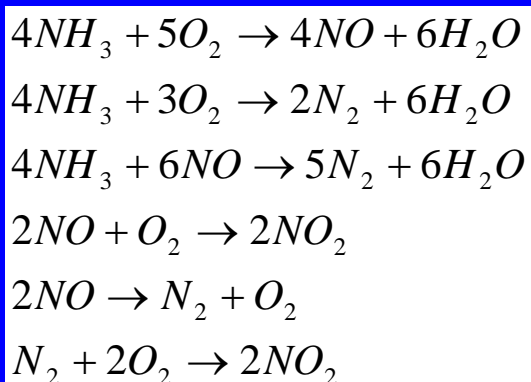 4NH₃ + 5O₂ → 4NO + 6H₂O
4NH₃ + 3O₂ → 2N₂ + 6H₂O
4NH₃ + 6NO → 5N₂ + 6H₂O
2NO + O₂ → 2NO₂
2NO → N₂ + O₂
N₂ + 2O₂ → 2NO₂